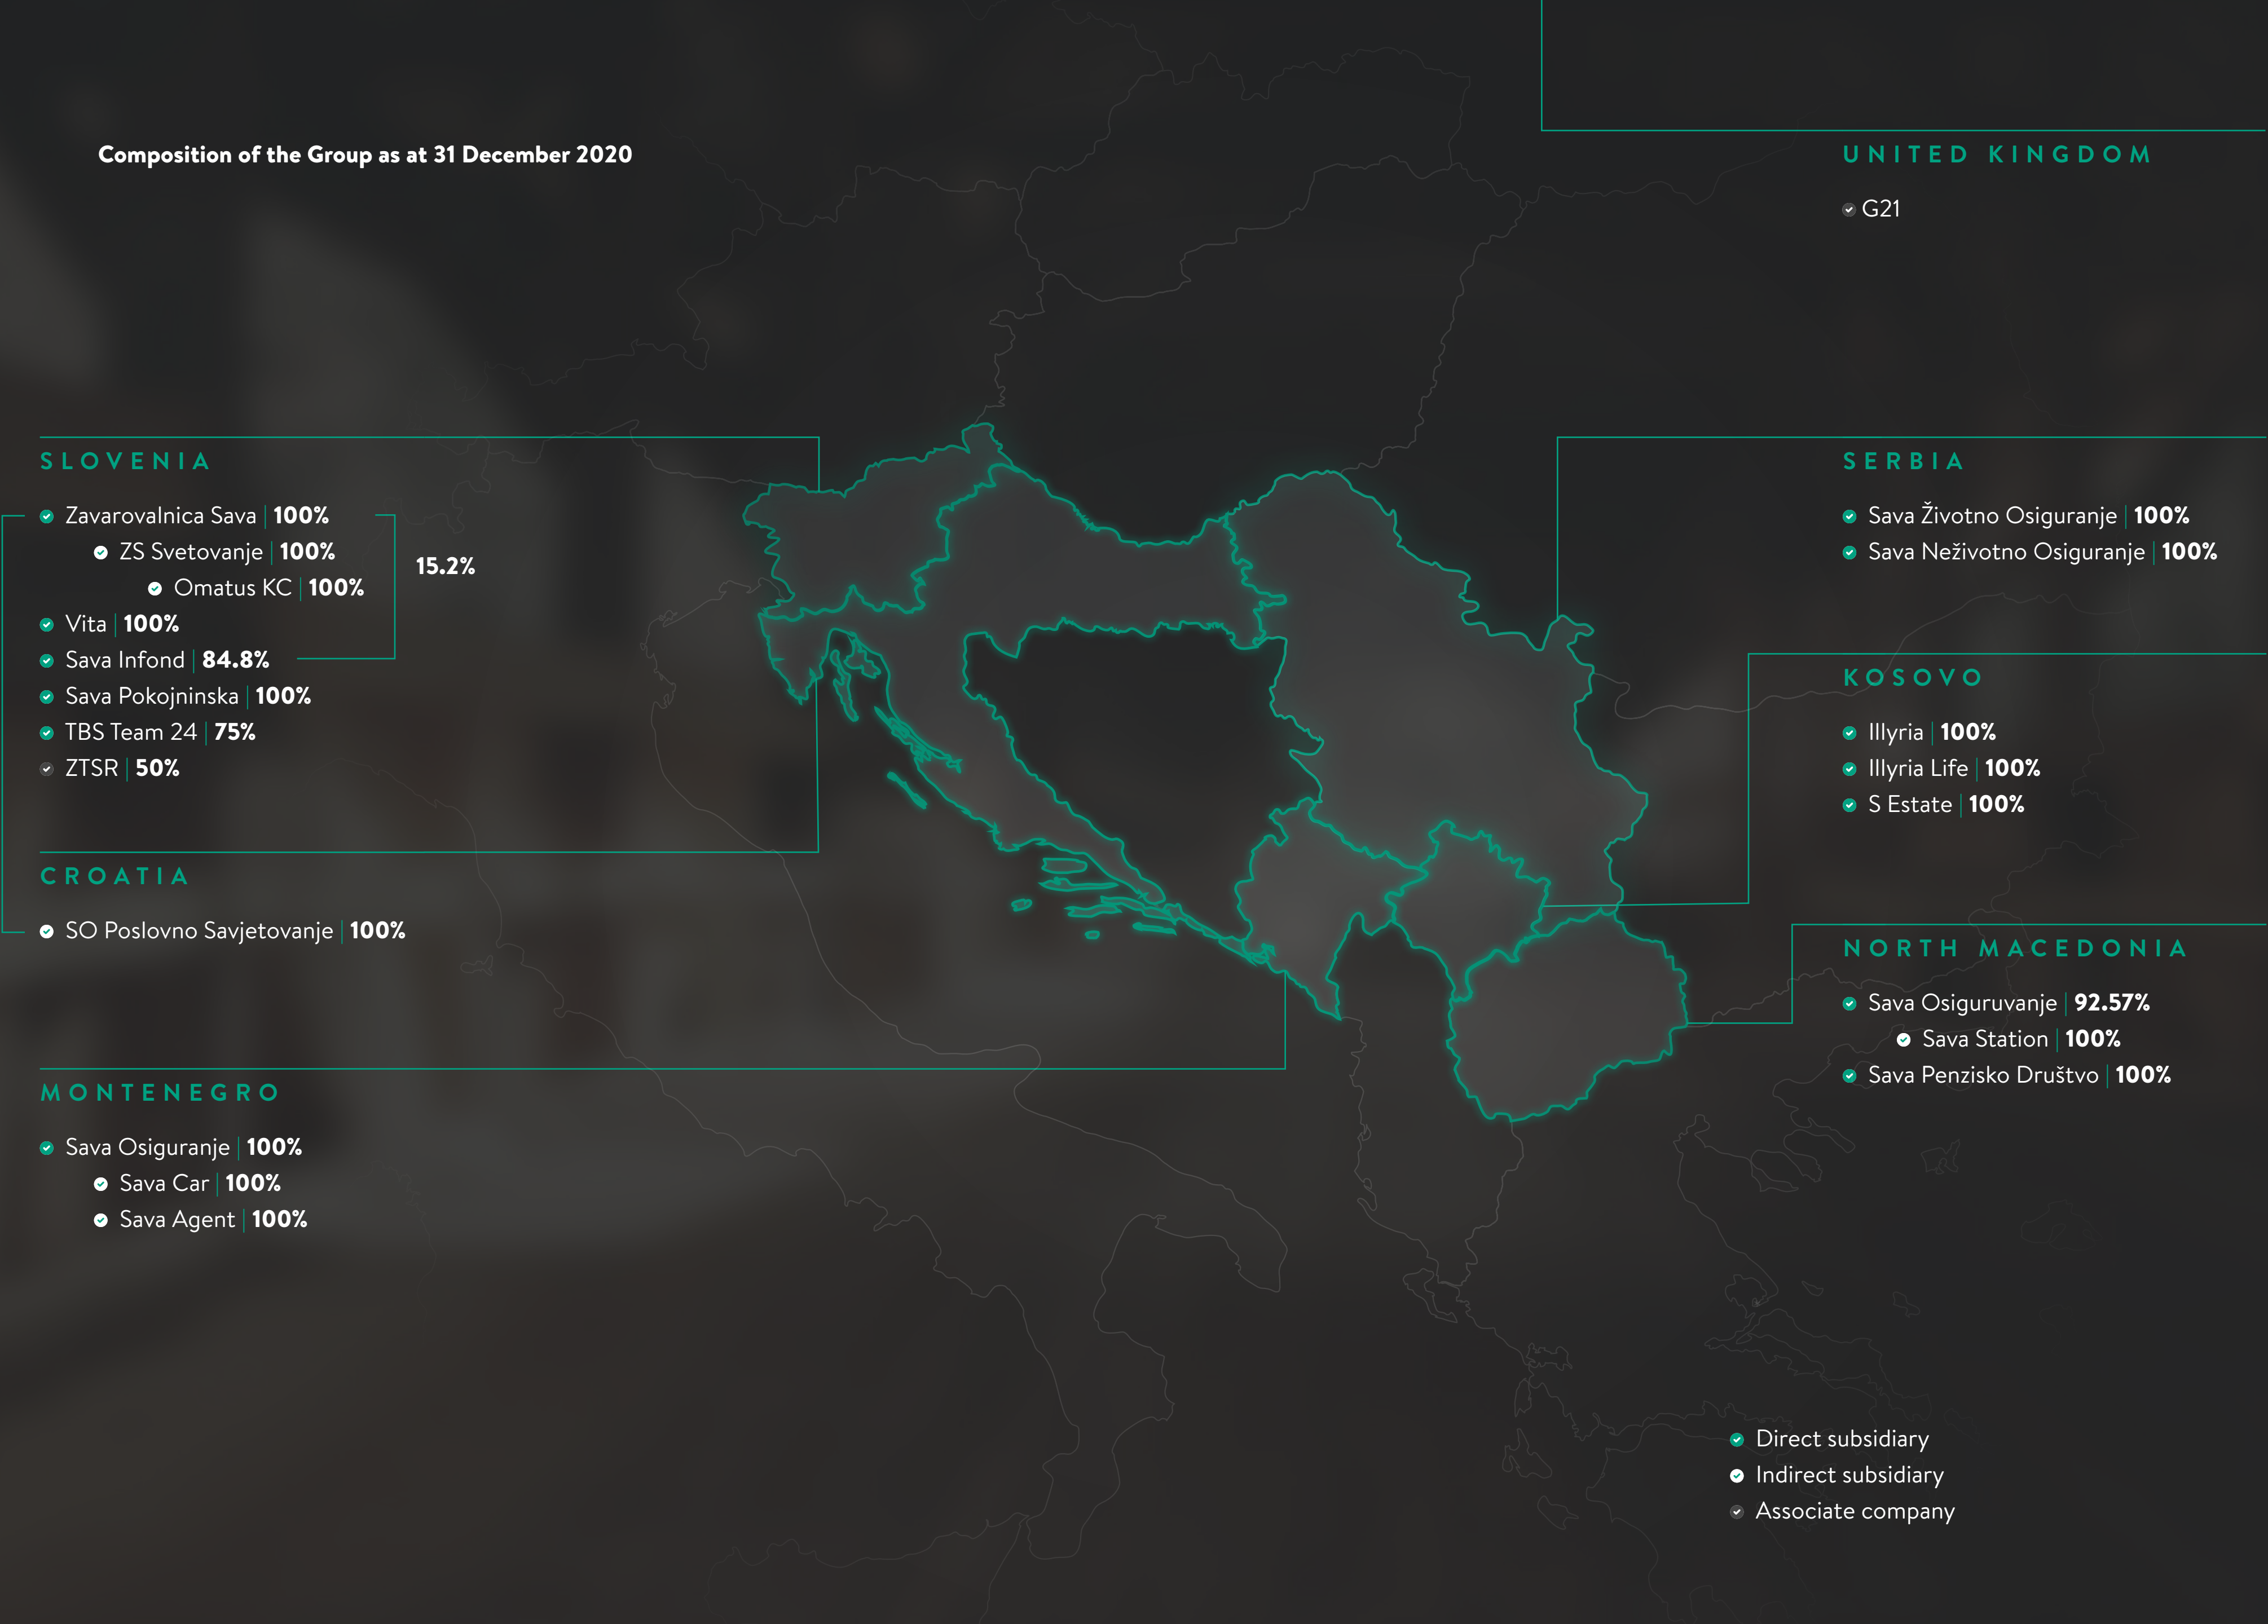 Composition of the Group as at 31 December 2020
UNITED KINGDOM
G21
SLOVENIA
Zavarovalnica Sava | 100%
ZS Svetovanje | 100%
Omatus KC | 100%
15.2%
Vita | 100%
Sava Infond | 84.8%
Sava Pokojninska | 100%
TBS Team 24 | 75%
ZTSR | 50%
CROATIA
SO Poslovno Savjetovanje | 100%
MONTENEGRO
Sava Osiguranje | 100%
Sava Car | 100%
Sava Agent | 100%
SERBIA
Sava Životno Osiguranje | 100%
Sava Neživotno Osiguranje | 100%
KOSOVO
Illyria | 100%
Illyria Life | 100%
S Estate | 100%
NORTH MACEDONIA
Sava Osiguruvanje | 92.57%
Sava Station | 100%
Sava Penzisko Društvo | 100%
Direct subsidiary
Indirect subsidiary
Associate company